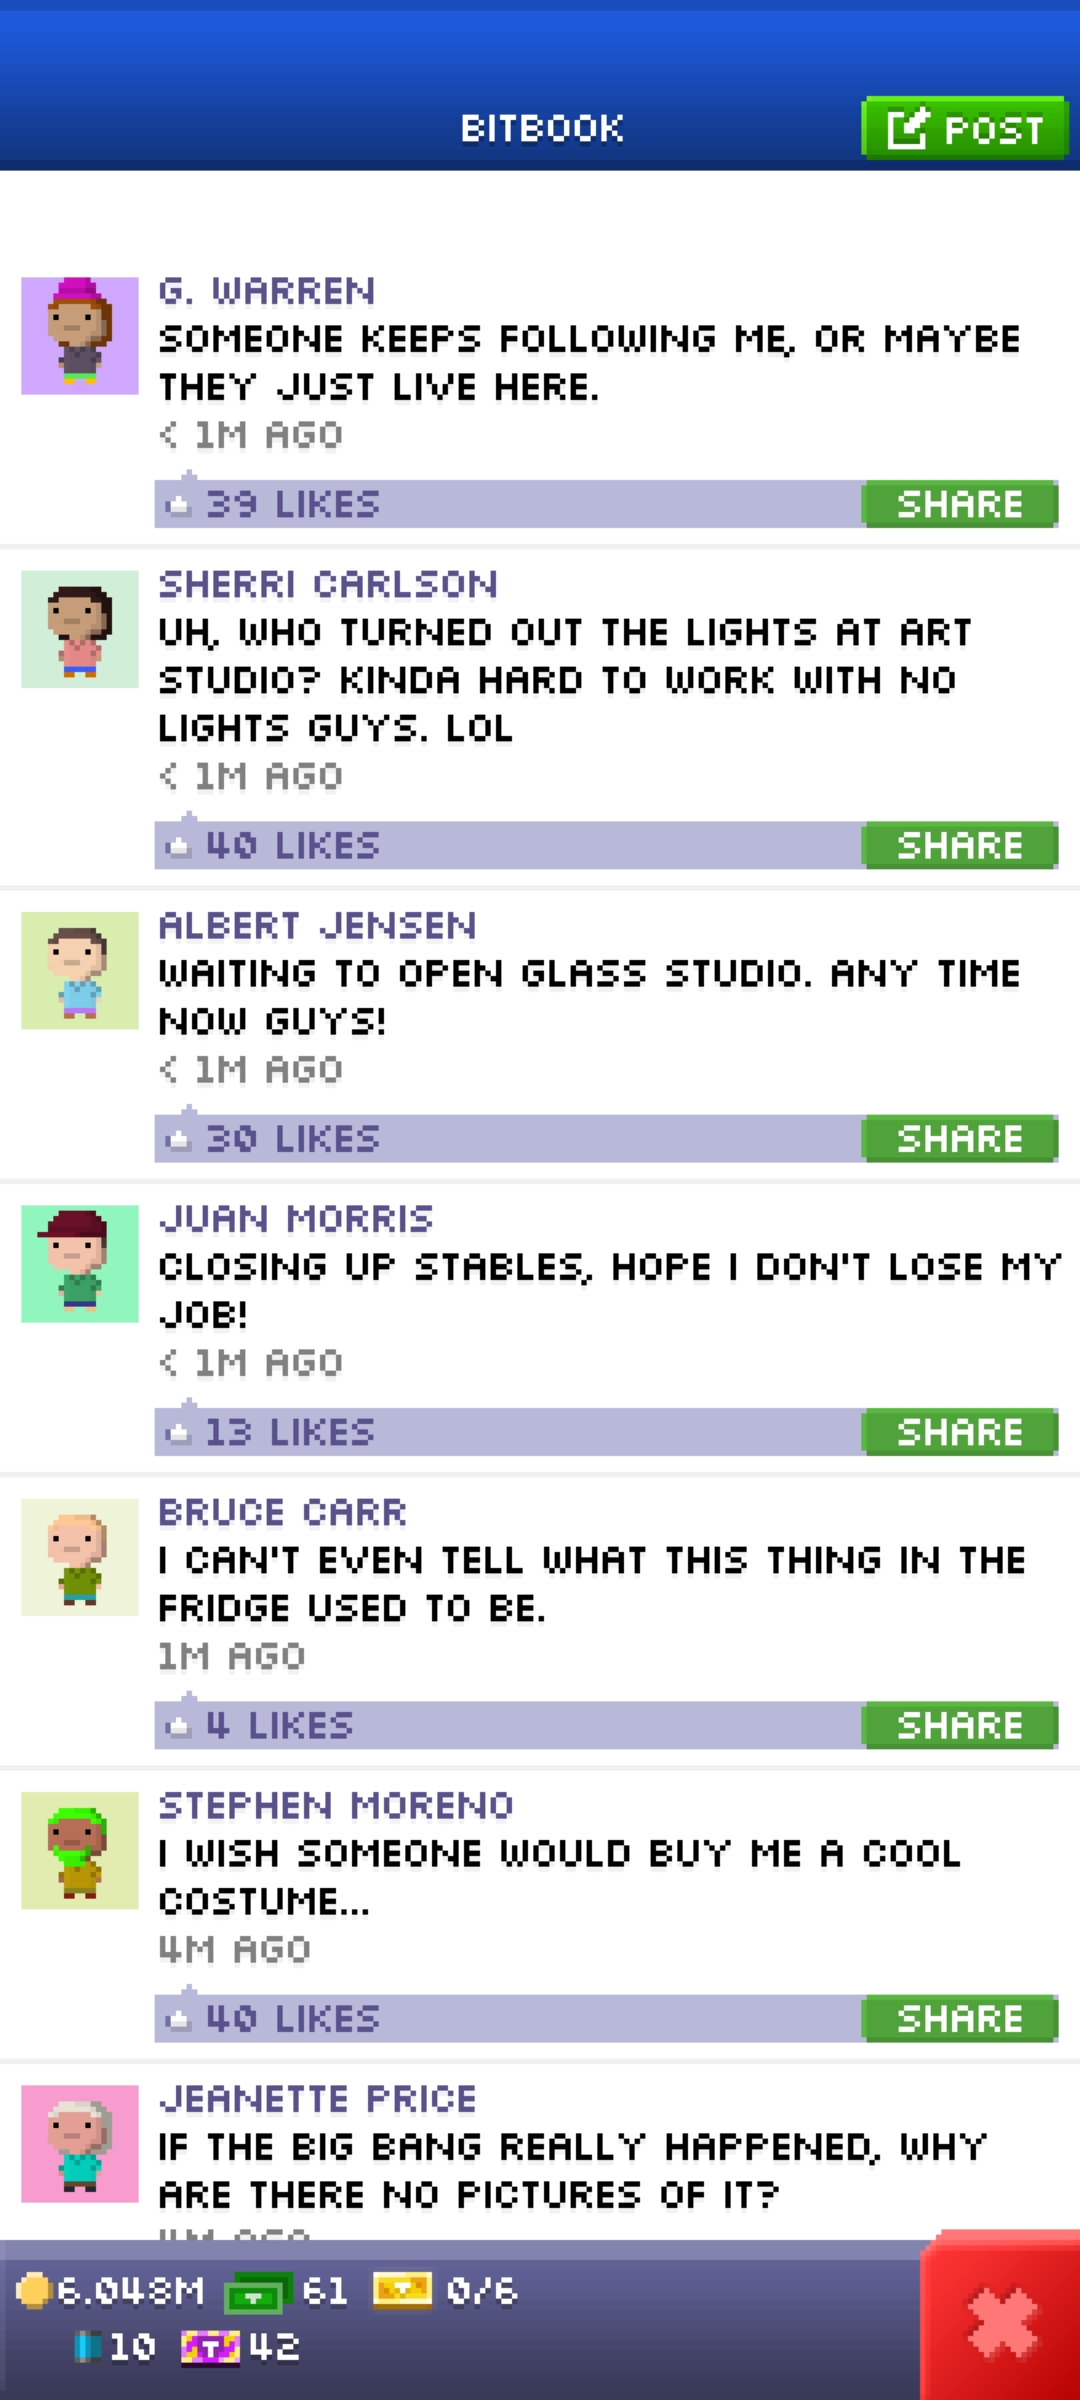 BITBOOK
POST
G. WARREN
SOMEONE KEEPS FOLLOWING ME, OR MAYBE
THEY JUST LIVE HERE.
< 1M AGO
39 LIKES
SHARE
SHERRI CARLSON
UH, WHO TURNED OUT THE LIGHTS AT ART
STUDIO? KINDA HARD TO WORK WITH NO
LIGHTS GUYS. LOL
< 1M AGO
40 LIKES
SHARE
ALBERT JENSEN
WAITING TO OPEN GLASS STUDIO. ANY TIME
NOW GUYS!
< 1M AGO
30 LIKES
SHARE
JUAN MORRIS
CLOSING UP STABLES, HOPE I DON'T LOSE MY
JOB!
< 1M AGO
13 LIKES
SHARE
BRUCE CARR
I CAN'T EVEN TELL WHAT THIS THING IN THE
FRIDGE USED TO BE.
1M AGO
4 LIKES
SHARE
STEPHEN MORENO
I WISH SOMEONE WOULD BUY ME A COOL
COSTUME...
4M AGO
40 LIKES
SHARE
JEANETTE PRICE
IF THE BIG BANG REALLY HAPPENED, WHY
ARE THERE NO PICTURES OF IT?
AGO
6.048M 61 0/6
10 T 42